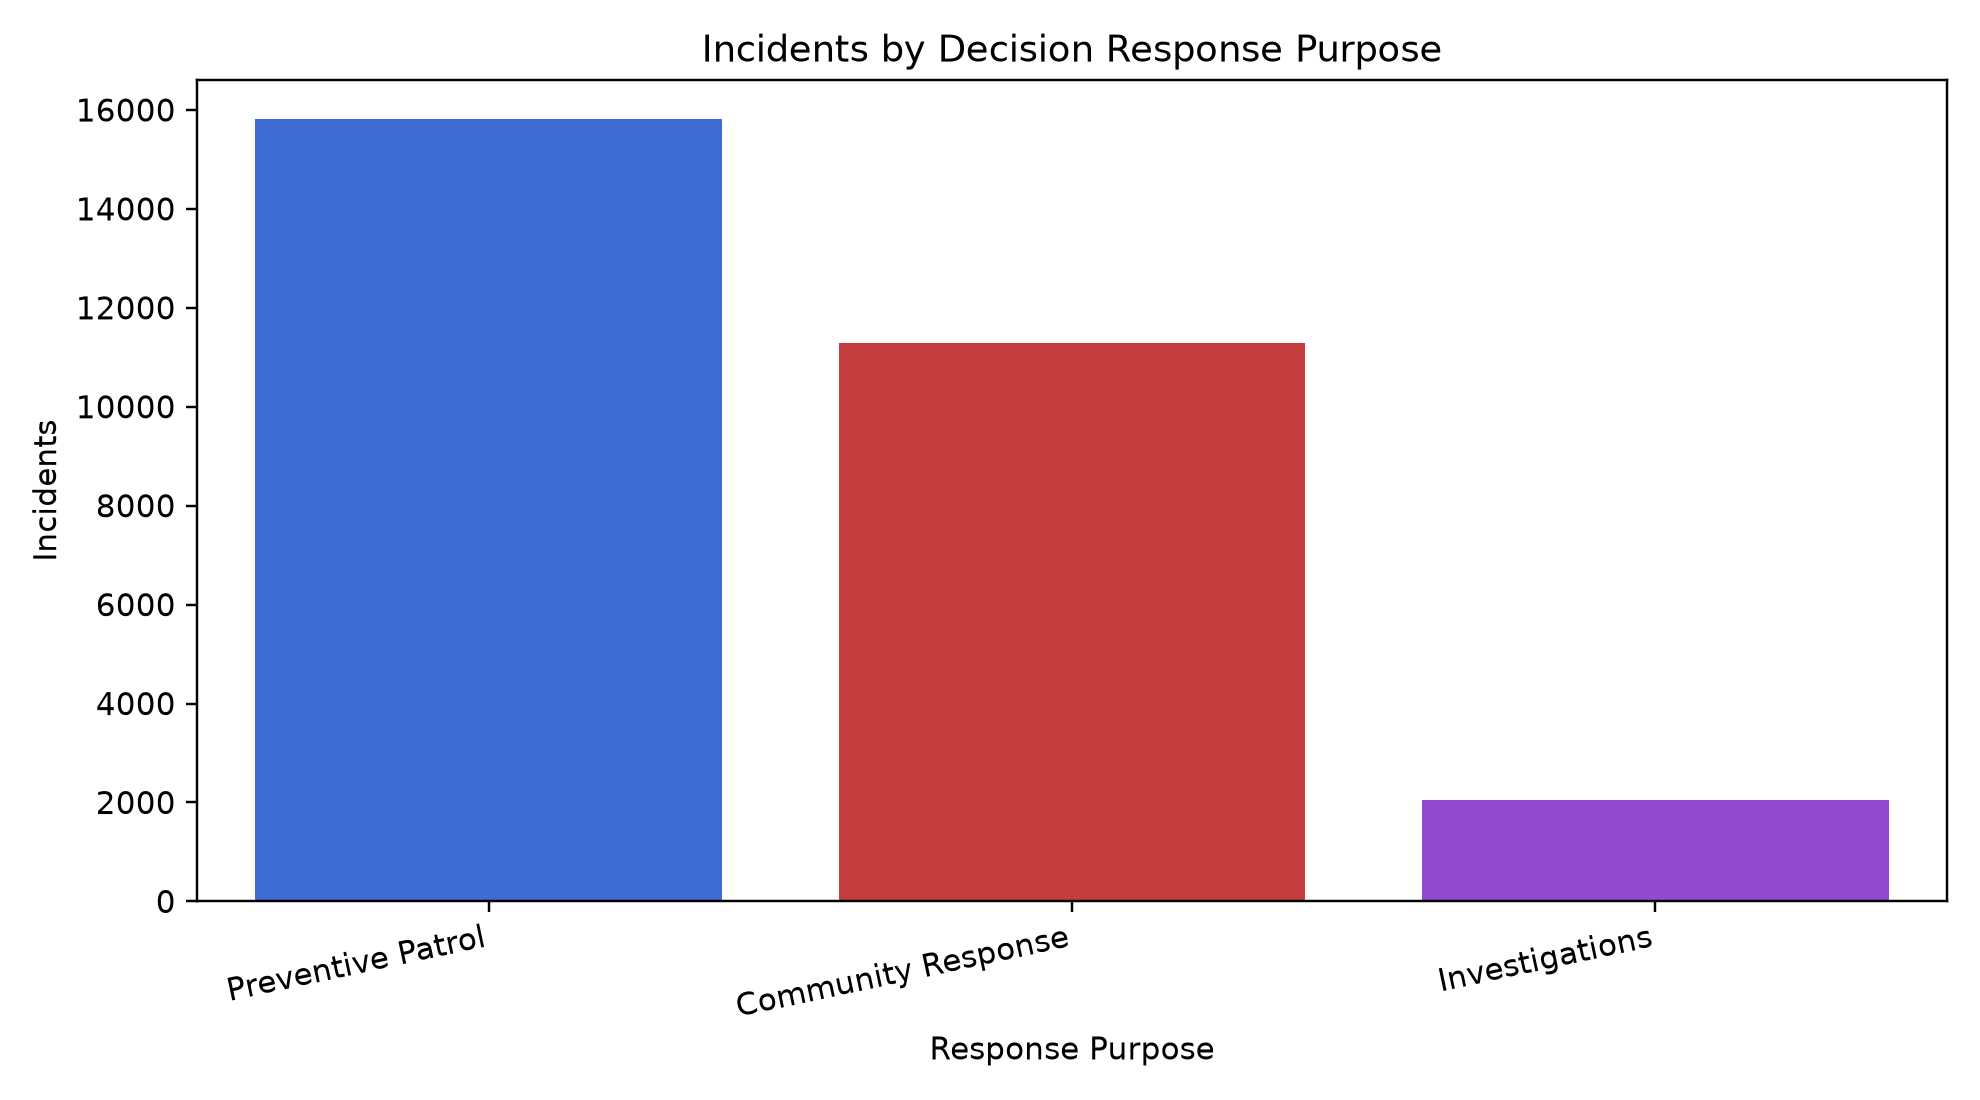 Incidents by Decision Response Purpose
16000
14000
12000
10000
8000
6000
4000
2000
0
Incidents
Preventive Patrol
Community Response
Investigations
Response Purpose